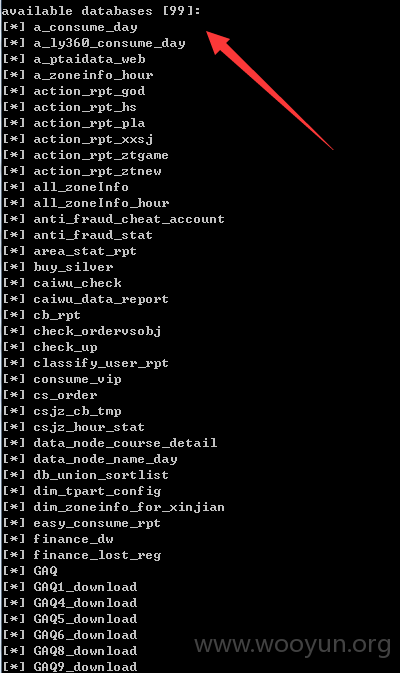 available databases [99]:
[*] a_consume_day
[*] a_ly360_consume_day
[*] a_ptaidata_web
[*] a_zoneinfo_hour
[*] action_rpt_god
[*] action_rpt_hs
[*] action_rpt_pla
[*] action_rpt_xxsj
[*] action_rpt_ztgame
[*] action_rpt_ztnew
[*] all_zoneInfo
[*] all_zoneInfo_hour
[*] anti_fraud_cheat_account
[*] anti_fraud_stat
[*] area_stat_rpt
[*] buy_silver
[*] caiwu_check
[*] caiwu_data_report
[*] cb_rpt
[*] check_ordervsobj
[*] check_up
[*] classify_user_rpt
[*] consume_vip
[*] cs_order
[*] csjz_cb_tmp
[*] csjz_hour_stat
[*] data_node_course_detail
[*] data_node_name_day
[*] db_union_sortlist
[*] dim_tpart_config
[*] dim_zoneinfo_for_xinjian
[*] easy_consume_rpt
[*] finance_dw
[*] finance_lost_reg
[*] GAQ
[*] GAQ1_download
[*] GAQ4_download
[*] GAQ5_download
[*] GAQ6_download
[*] GAQ8_download
[*] GAQ9_download
www.wooyun.org